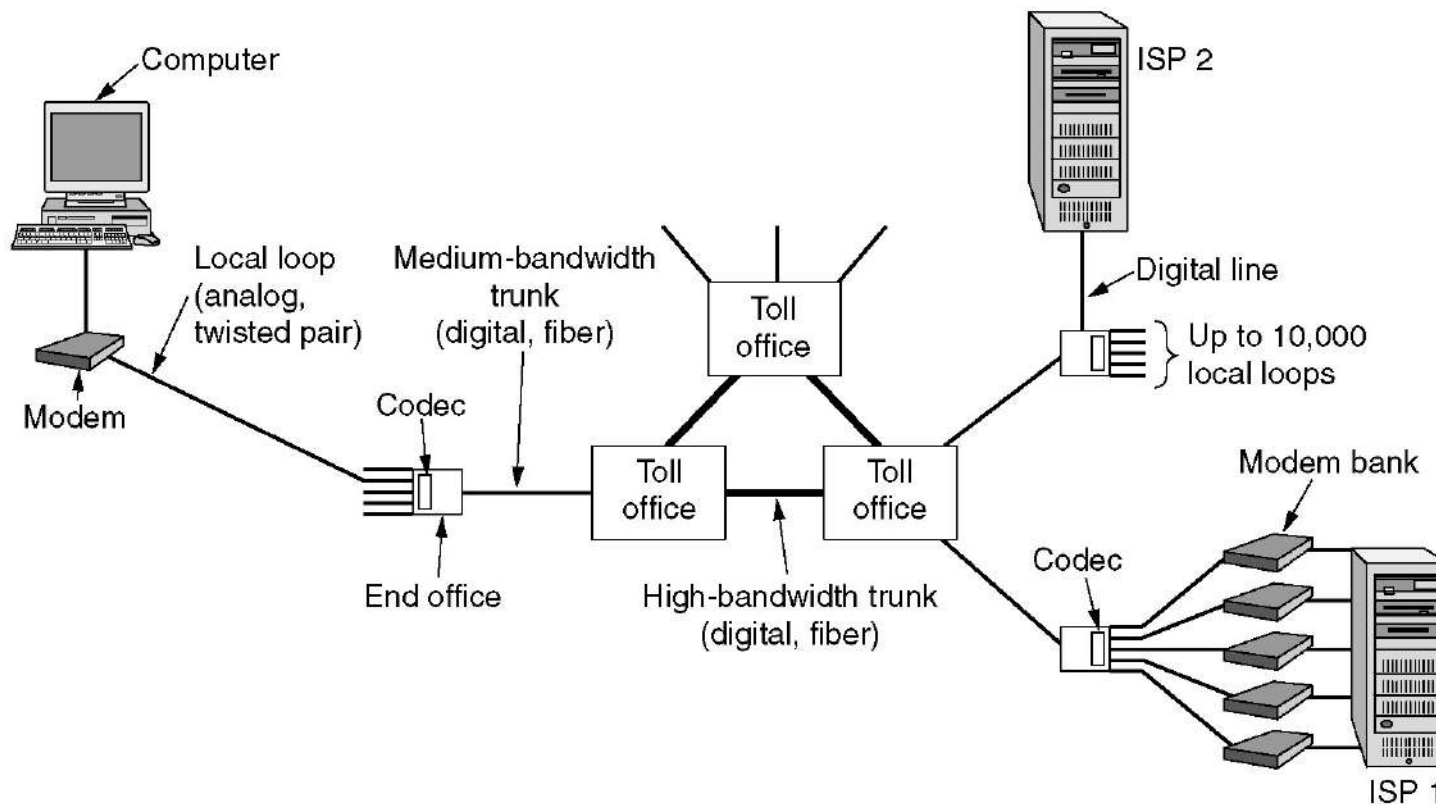 Computer
ISP 2
Local loop
(analog,
twisted pair)
Medium-bandwidth
trunk
(digital, fiber)
Digital line
Toll
office
Up to 10,000
local loops
Modem
Codec
Toll
office
Toll
office
Modem bank
End office
High-bandwidth trunk
(digital, fiber)
Codec
ISP 1